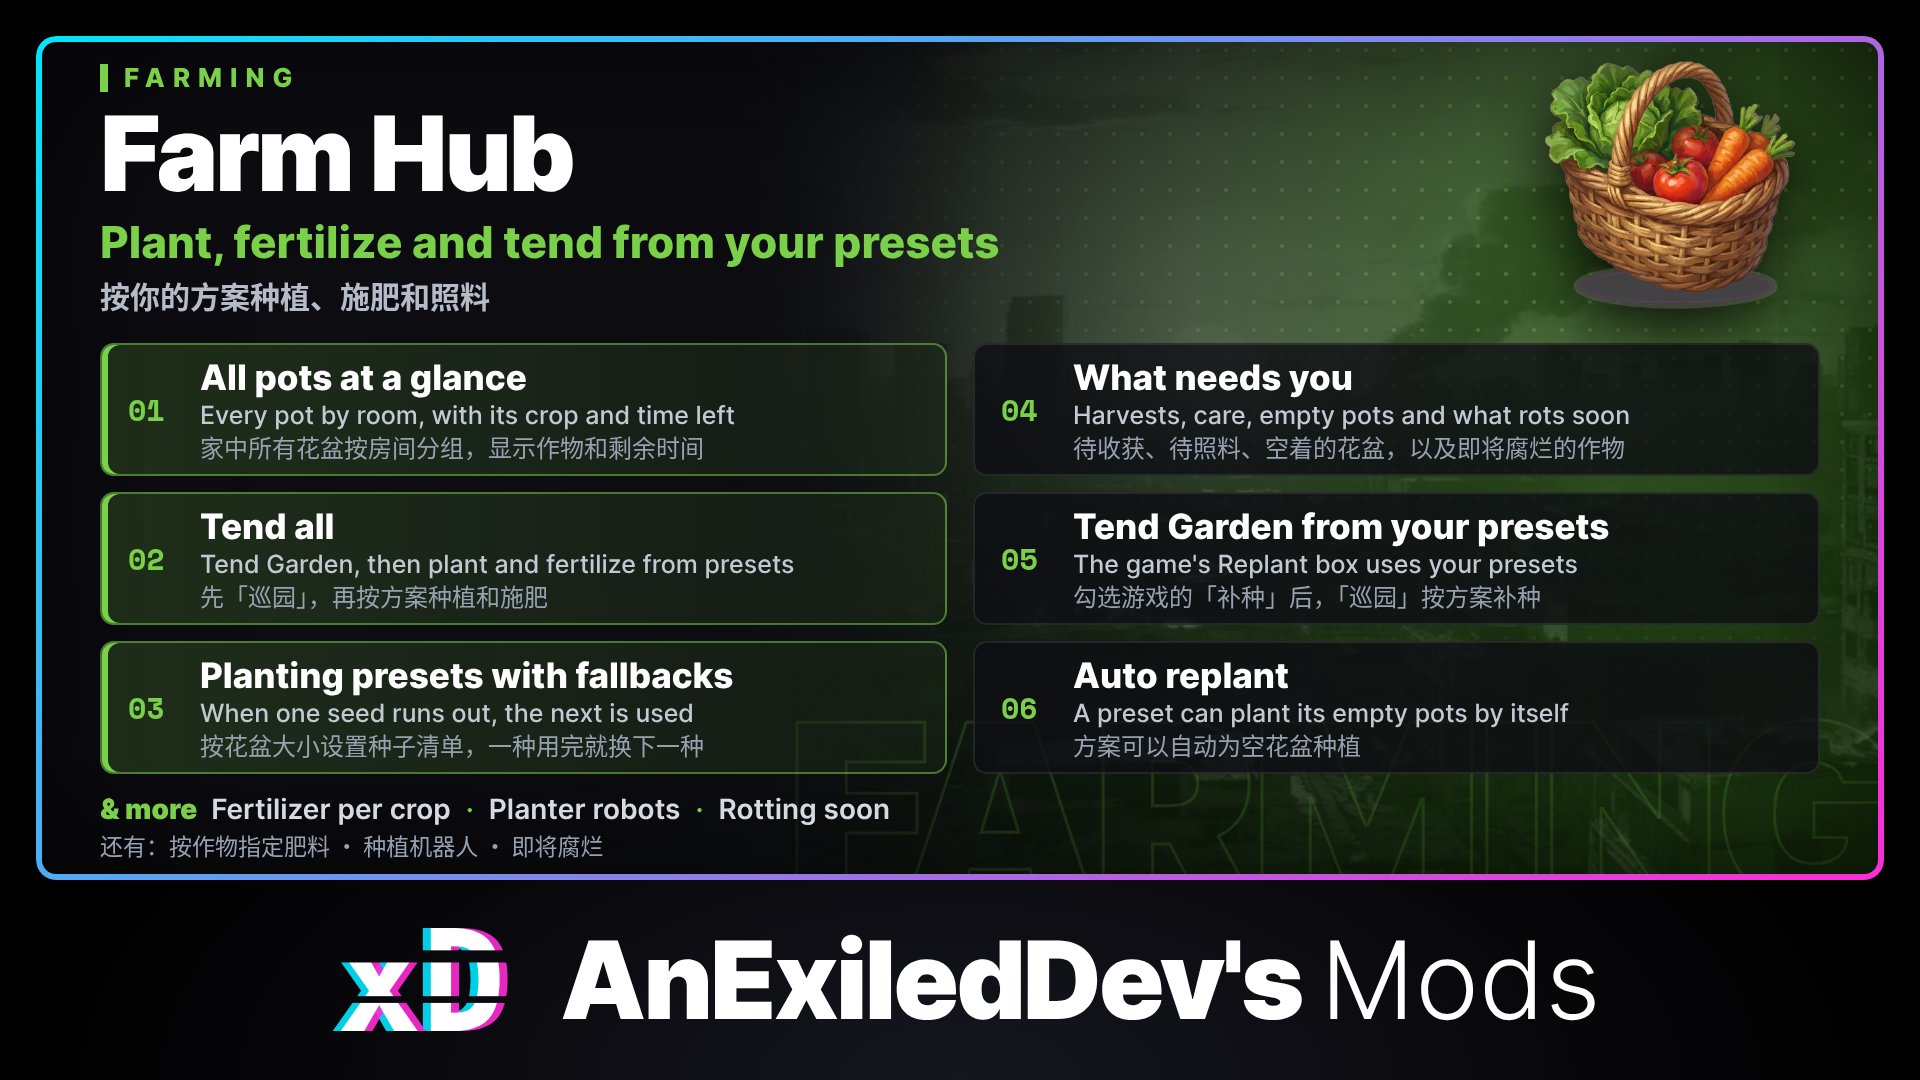 FARMING
Farm Hub
Plant, fertilize and tend from your presets
按你的方案种植、施肥和照料
01
All pots at a glance
Every pot by room, with its crop and time left
家中所有花盆按房间分组，显示作物和剩余时间
02
Tend all
Tend Garden, then plant and fertilize from presets
先「巡园」，再按方案种植和施肥
03
Planting presets with fallbacks
When one seed runs out, the next is used
按花盆大小设置种子清单，一种用完就换下一种
04
What needs you
Harvests, care, empty pots and what rots soon
待收获、待照料、空着的花盆，以及即将腐烂的作物
05
Tend Garden from your presets
The game's Replant box uses your presets
勾选游戏的「补种」后，「巡园」按方案补种
06
Auto replant
A preset can plant its empty pots by itself
方案可以自动为空花盆种植
& more Fertilizer per crop · Planter robots · Rotting soon
还有：按作物指定肥料 · 种植机器人 · 即将腐烂
FARMING
xD AnExiledDev's Mods